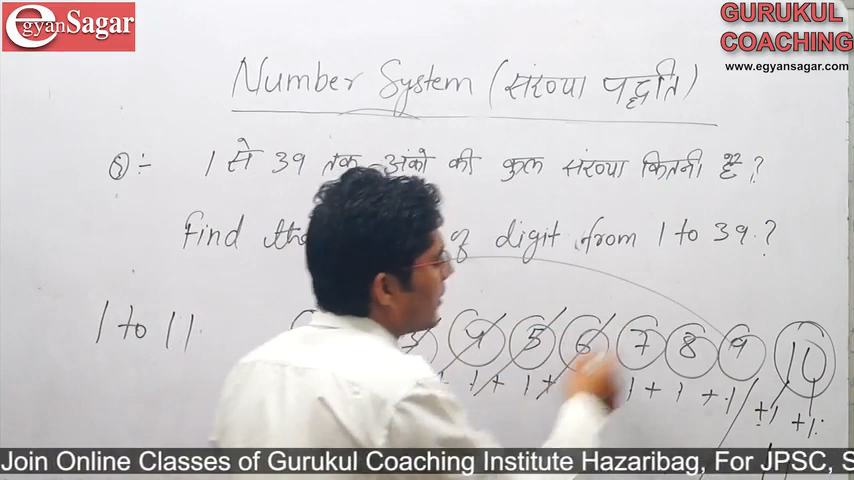 egyanSagar
GURUKUL
COACHING
www.egyansagar.com
Number System (संख्या पद्धति)
Q :- 1 से 39 तक अंको की कुल संख्या कितनी है ?
Find the of digit from 1 to 39 ?
1 to 11 3 4 5 6 7 8 9 10
1 + 1 + 1 + 1 + 1 +1 +1
Join Online Classes of Gurukul Coaching Institute Hazaribag, For JPSC, S